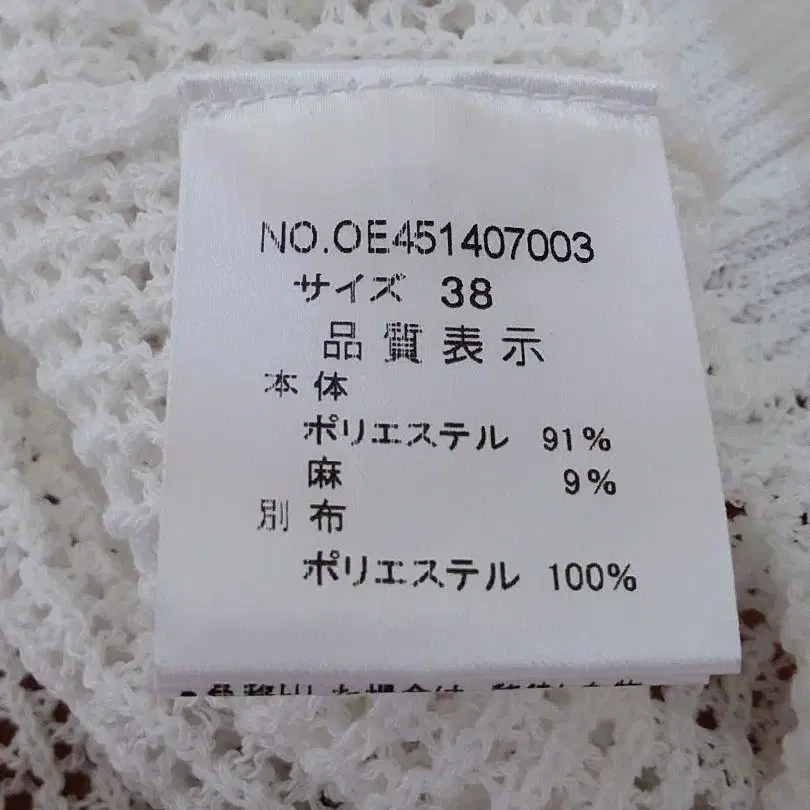 NO.OE451407003
サイズ 38
品質表示
本体
ポリエステル 91%
麻 9%
別布
ポリエステル 100%